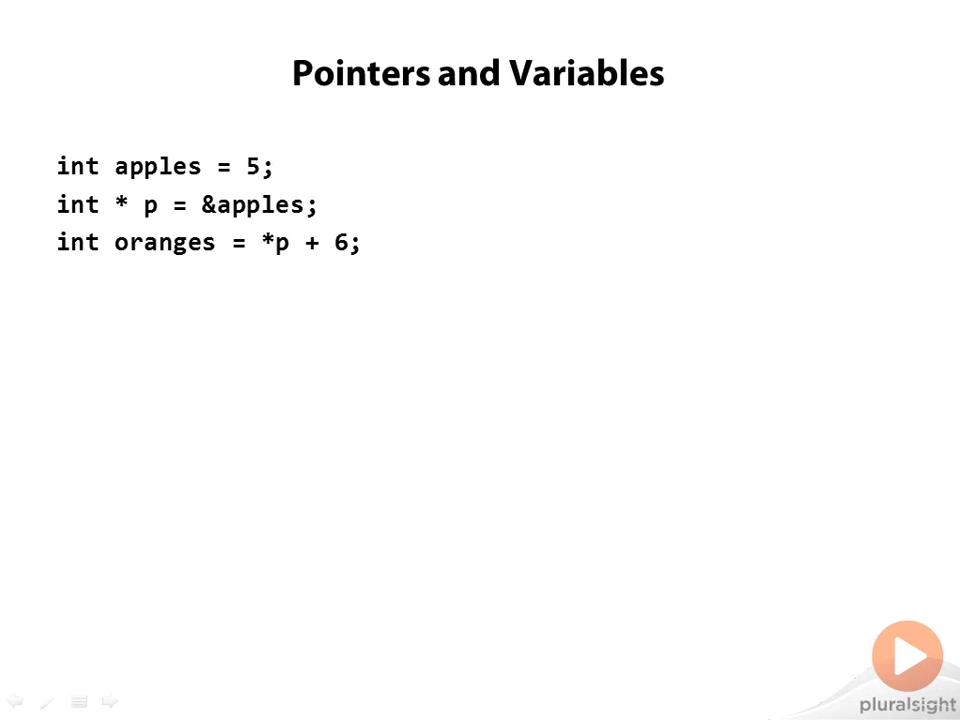 Pointers and Variables
int apples = 5;
int * p = &apples;
int oranges = *p + 6;
pluralsight